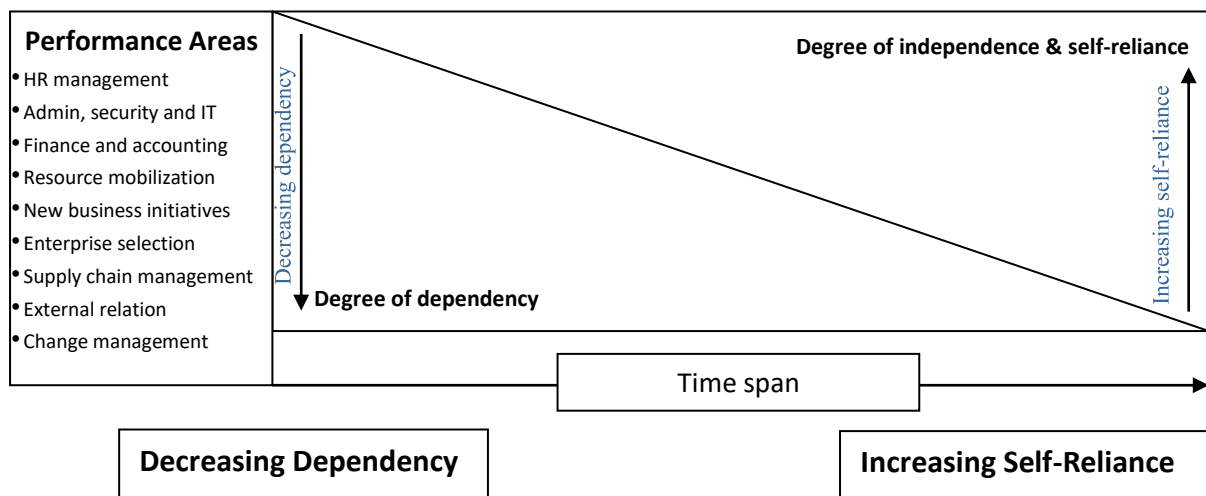 Performance Areas
• HR management
• Admin, security and IT
• Finance and accounting
• Resource mobilization
• New business initiatives
• Enterprise selection
• Supply chain management
• External relation
• Change management
Decreasing dependency
Degree of dependency
Degree of independence & self-reliance
Increasing self-reliance
Time span
Decreasing Dependency
Increasing Self-Reliance